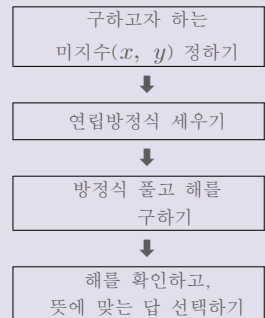 구하고자 하는
미지수(x, y) 정하기
연립방정식 세우기
방정식 풀고 해를
구하기
해를 확인하고,
뜻에 맞는 답 선택하기